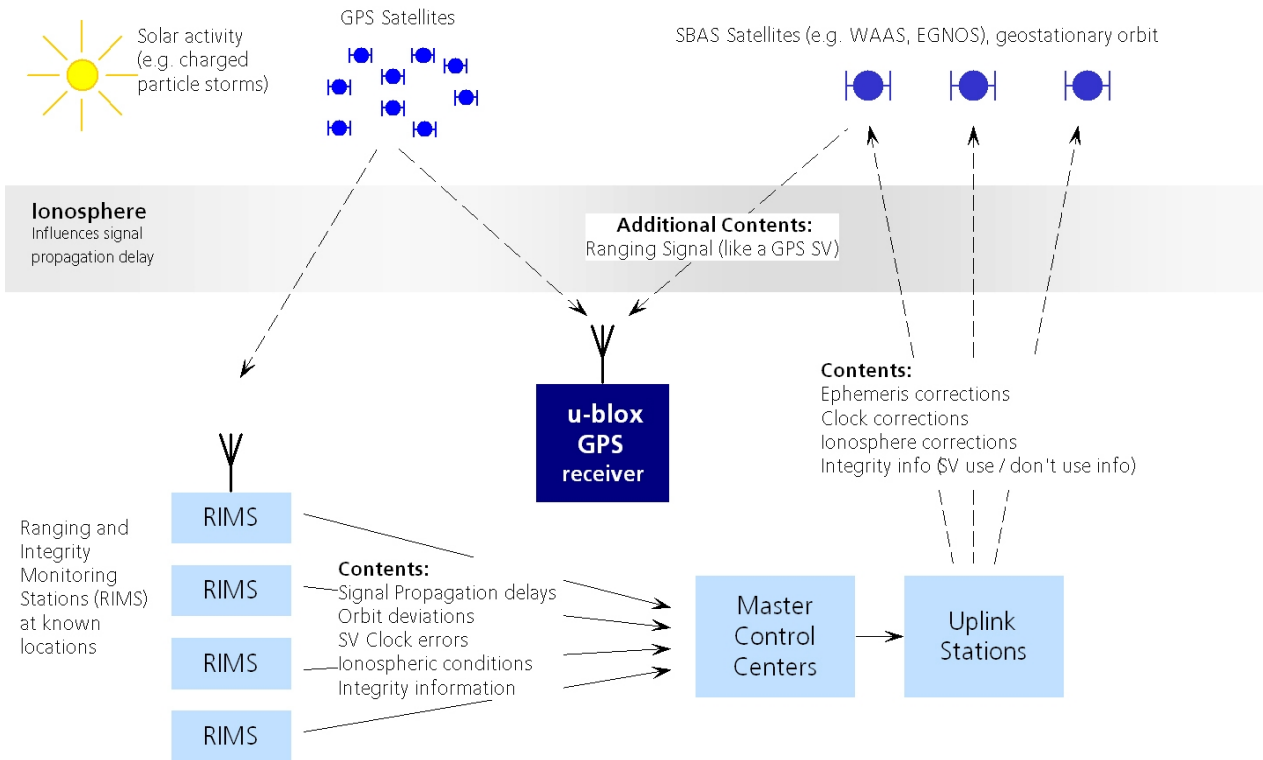 Solar activity
(e.g. charged
particle storms)
GPS Satellites
SBAS Satellites (e.g. WAAS, EGNOS), geostationary orbit
Ionosphere
Influences signal
propagation delay
Additional Contents:
Ranging Signal (like a GPS SV)
u-blox
GPS
receiver
Contents:
Ephemeris corrections
Clock corrections
Ionosphere corrections
Integrity info (SV use / don't use info)
Ranging and
Integrity
Monitoring
Stations (RIMS)
at known
locations
RIMS
RIMS
RIMS
RIMS
Contents:
Signal Propagation delays
Orbit deviations
SV Clock errors
Ionospheric conditions
Integrity information
Master
Control
Centers
Uplink
Stations